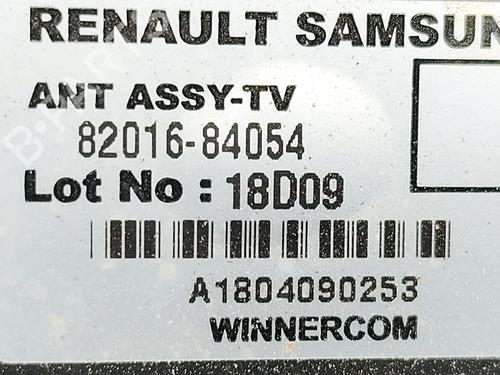 RENAULT SAMSUN
ANT ASSY-TV
82016-84054
Lot No : 18D09
A1804090253
WINNERCOM